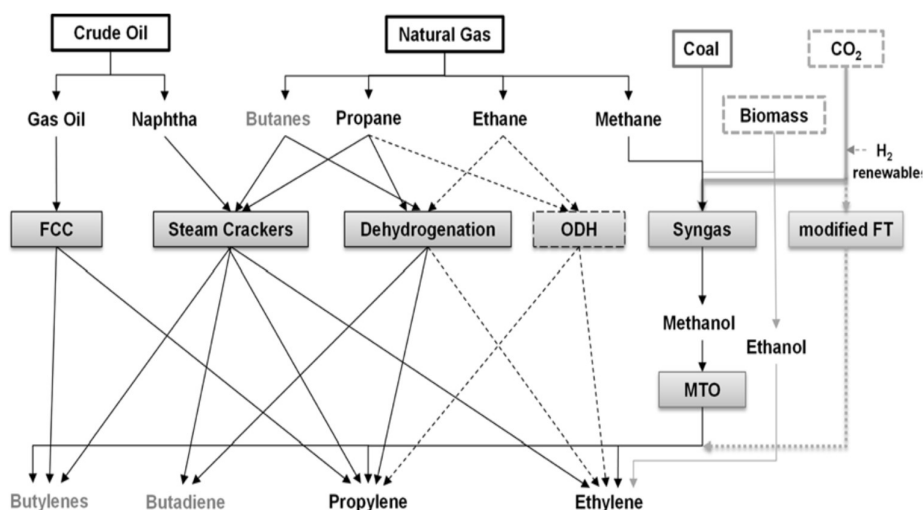 Crude Oil
Natural Gas
Coal
CO₂
Biomass
Gas Oil
Naphtha
Butanes
Propane
Ethane
Methane
H₂
renewables
FCC
Steam Crackers
Dehydrogenation
ODH
Syngas
modified FT
Methanol
Ethanol
MTO
Butylenes
Butadiene
Propylene
Ethylene